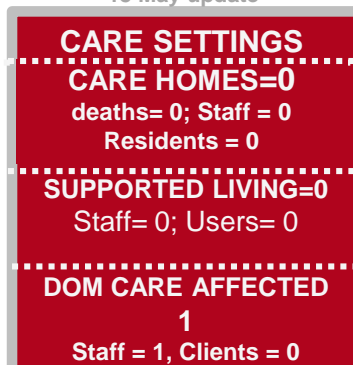 CARE SETTINGS
CARE HOMES=0
deaths= 0; Staff = 0
Residents = 0
SUPPORTED LIVING=0
Staff= 0; Users= 0
DOM CARE AFFECTED
1
Staff = 1, Clients = 0